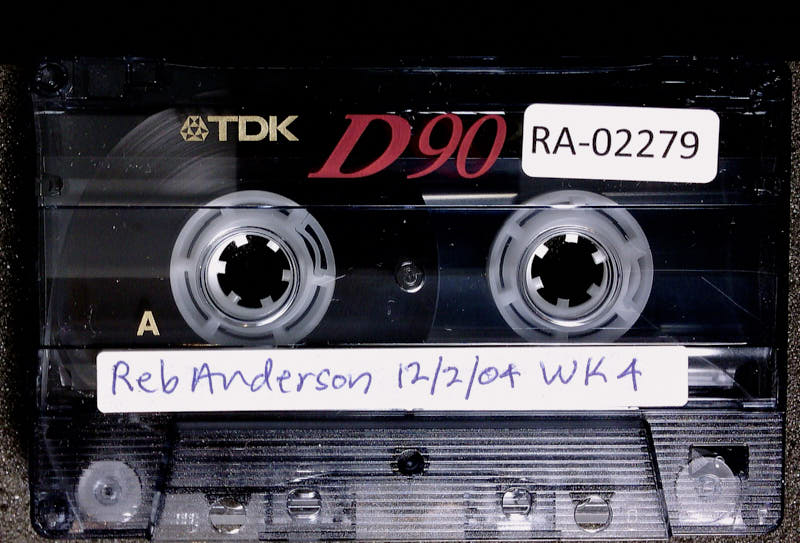 TDK D90 RA-02279
A
Reb Anderson 12/2/04 WK 4